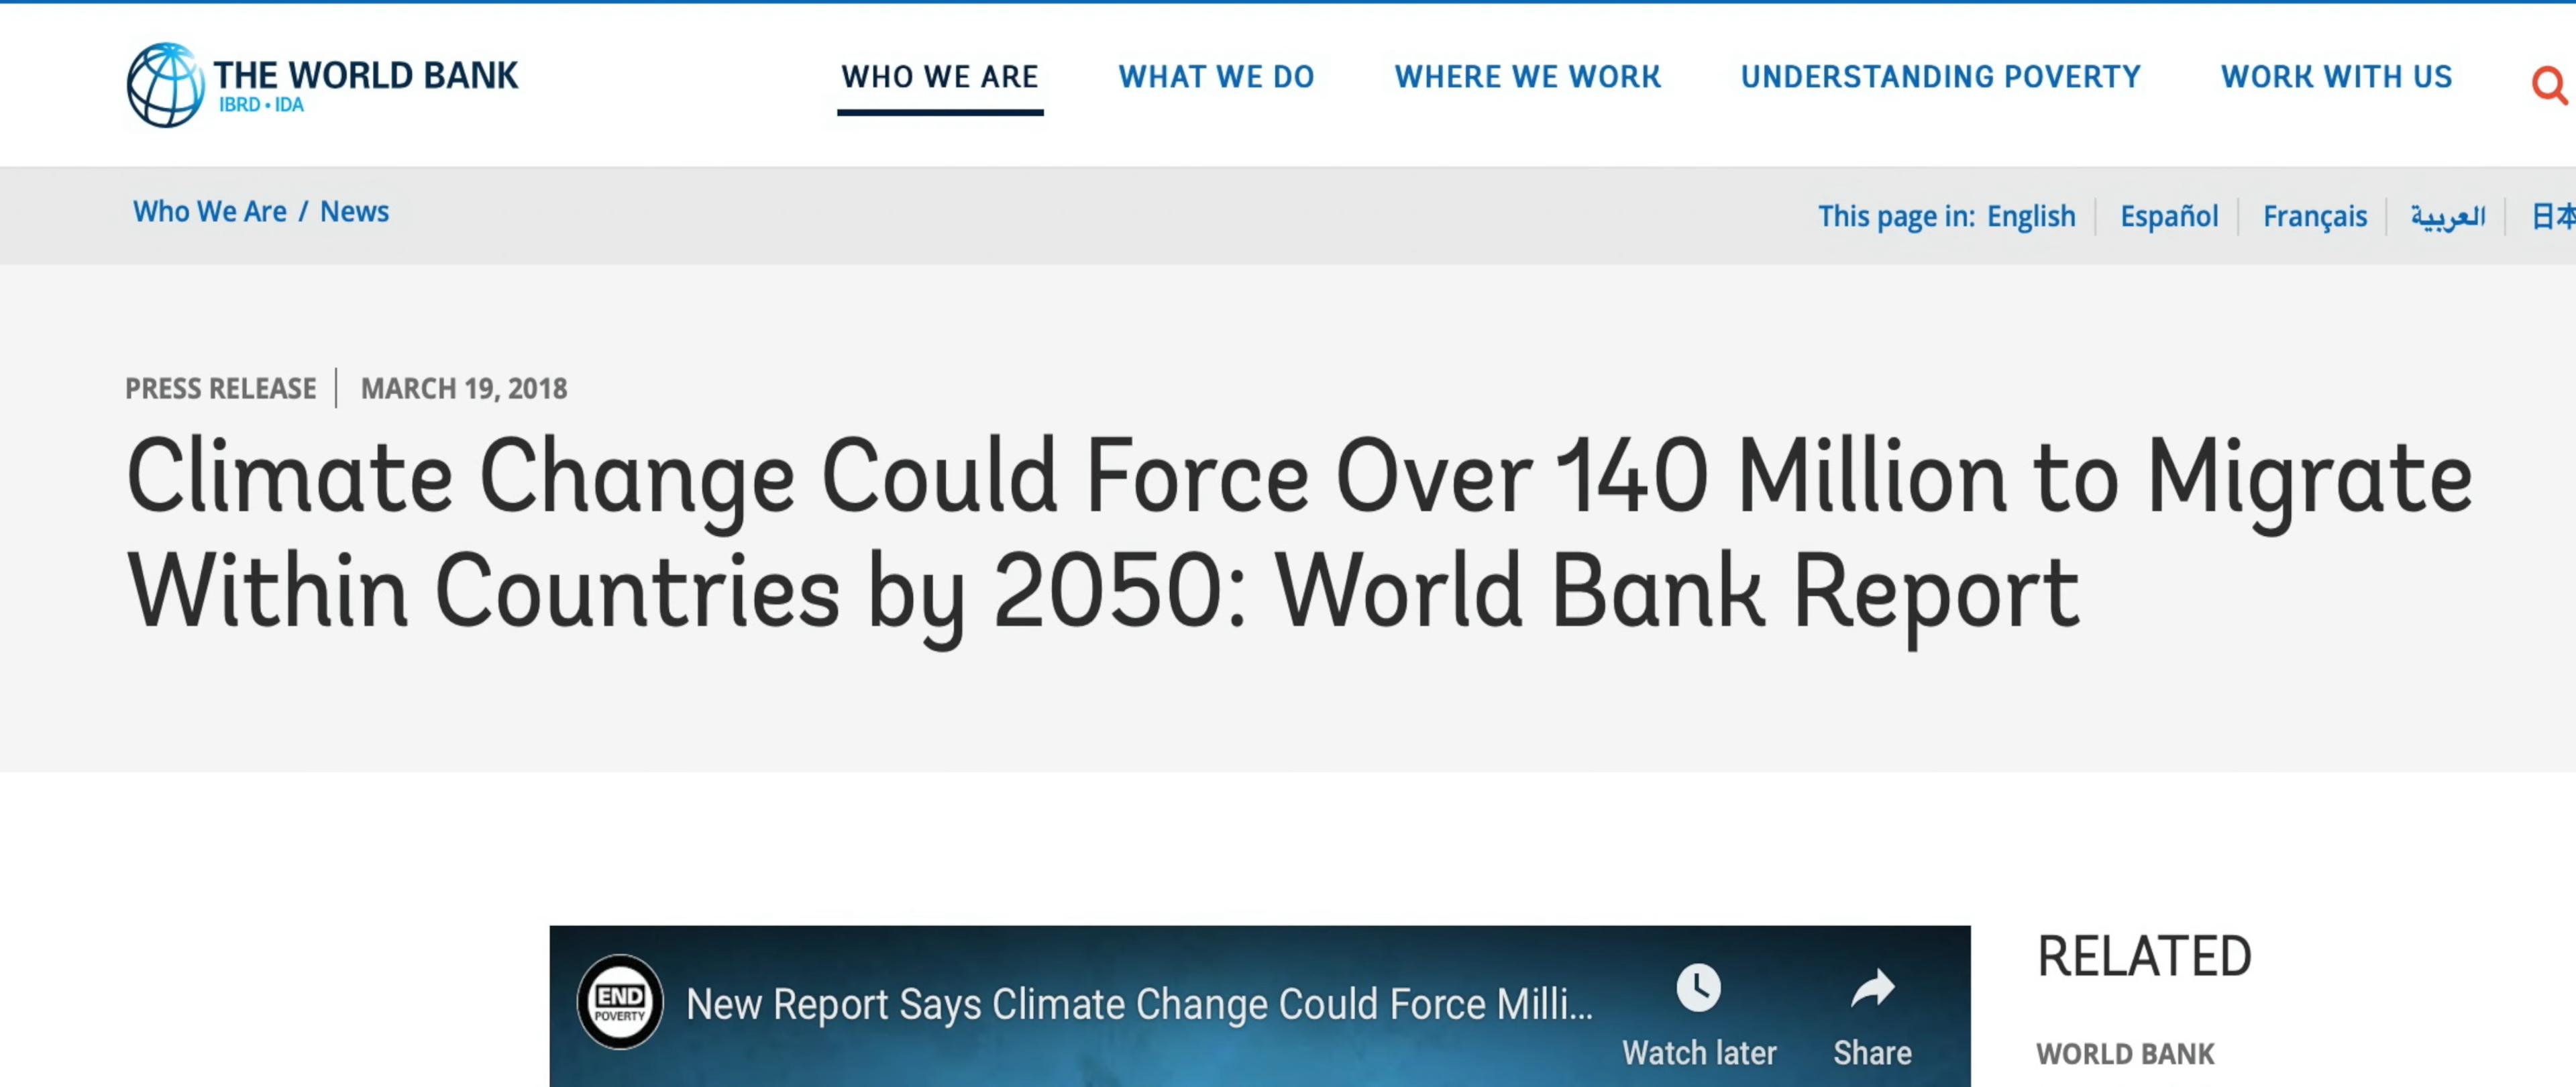 THE WORLD BANK
IBRD • IDA
WHO WE ARE
WHAT WE DO
WHERE WE WORK
UNDERSTANDING POVERTY
WORK WITH US
Who We Are / News
This page in: English | Español | Français | العربية | 日本
PRESS RELEASE | MARCH 19, 2018
Climate Change Could Force Over 140 Million to Migrate
Within Countries by 2050: World Bank Report
END
POVERTY
New Report Says Climate Change Could Force Milli...
Watch later
Share
RELATED
WORLD BANK